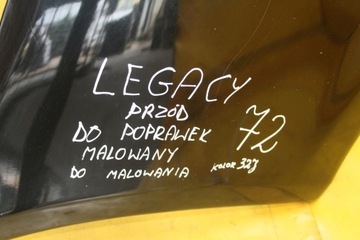 LEGACY
PRZÓD
DO POPRAWEK 72
MALOWANY
DO MALOWANIA KOLOR 32J